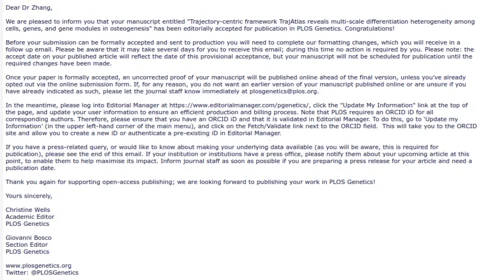 Dear Dr Zhang,
We are pleased to inform you that your manuscript entitled "Trajectory-centric framework TrajAtlas reveals multi-scale differentiation heterogeneity among
cells, genes, and gene modules in osteogenesis" has been editorially accepted for publication in PLOS Genetics. Congratulations!
Before your submission can be formally accepted and sent to production you will need to complete our formatting changes, which you will receive in a
follow up email. Please be aware that it may take several days for you to receive this email; during this time no action is required by you. Please note: the
accept date on your published article will reflect the date of this provisional acceptance, but your manuscript will not be scheduled for publication until the
required changes have been made.
Once your paper is formally accepted, an uncorrected proof of your manuscript will be published online ahead of the final version, unless you've already
opted out via the online submission form. If, for any reason, you do not want an earlier version of your manuscript published online or are unsure if you
have already indicated as such, please let the journal staff know immediately at plosgenetics@plos.org.
In the meantime, please log into Editorial Manager at https://www.editorialmanager.com/pgenetics/, click the "Update My Information" link at the top of
the page, and update your user information to ensure an efficient production and billing process. Note that PLOS requires an ORCID iD for all
corresponding authors. Therefore, please ensure that you have an ORCID iD and that it is validated in Editorial Manager. To do this, go to 'Update my
Information' (in the upper left-hand corner of the main menu), and click on the Fetch/Validate link next to the ORCID field. This will take you to the ORCID
site and allow you to create a new iD or authenticate a pre-existing iD in Editorial Manager.
If you have a press-related query, or would like to know about making your underlying data available (as you will be aware, this is required for
publication), please see the end of this email. If your institution or institutions have a press office, please notify them about your upcoming article at this
point, to enable them to help maximise its impact. Inform journal staff as soon as possible if you are preparing a press release for your article and need a
publication date.
Thank you again for supporting open-access publishing; we are looking forward to publishing your work in PLOS Genetics!
Yours sincerely,
Christine Wells
Academic Editor
PLOS Genetics
Giovanni Bosco
Section Editor
PLOS Genetics
www.plosgenetics.org
Twitter: @PLOSGenetics